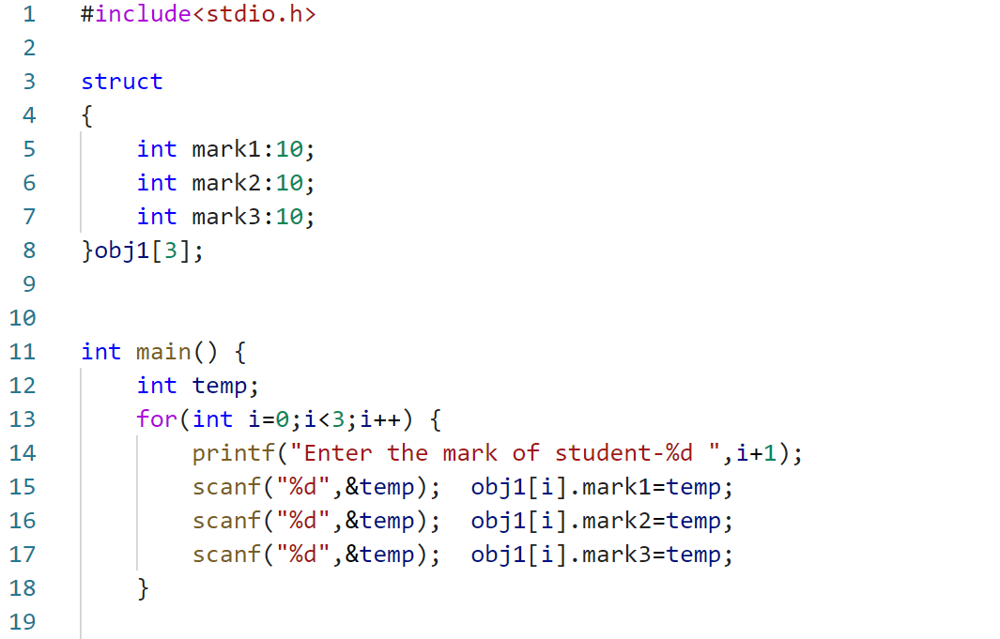 1 #include<stdio.h>
2
3 struct
4 {
5     int mark1:10;
6     int mark2:10;
7     int mark3:10;
8 }obj1[3];
9
10
11 int main() {
12     int temp;
13     for(int i=0;i<3;i++) {
14         printf("Enter the mark of student-%d ",i+1);
15         scanf("%d",&temp);  obj1[i].mark1=temp;
16         scanf("%d",&temp);  obj1[i].mark2=temp;
17         scanf("%d",&temp);  obj1[i].mark3=temp;
18     }
19